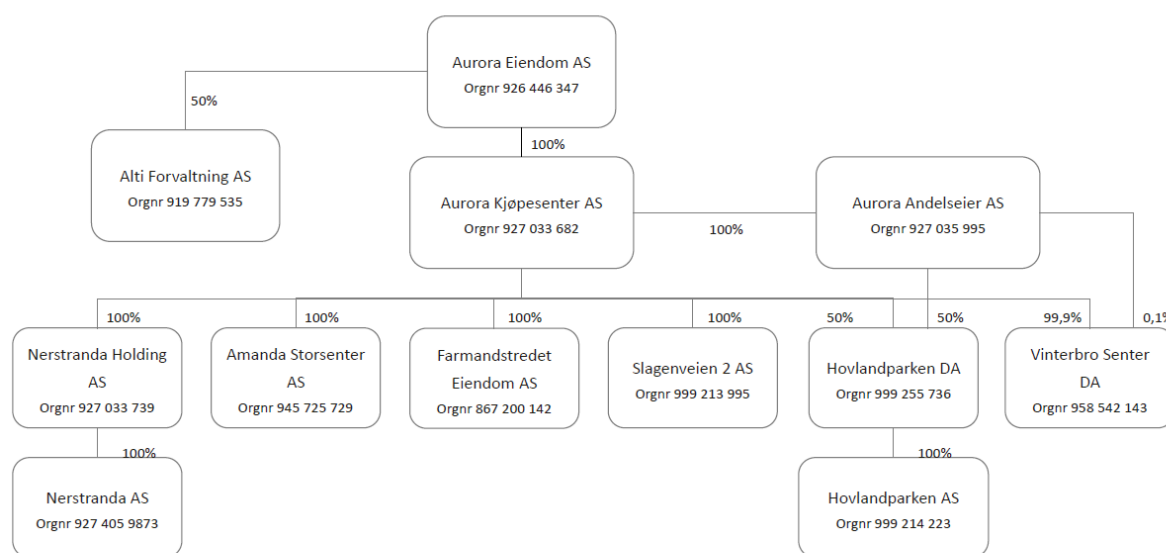 Aurora Eiendom AS
Orgnr 926 446 347
50%
100%
Alti Forvaltning AS
Orgnr 919 779 535
Aurora Kjøpesenter AS
Orgnr 927 033 682
100%
Aurora Andelseier AS
Orgnr 927 035 995
100%
100%
100%
100%
50%
50%
99,9%
0,1%
Nerstranda Holding
AS
Orgnr 927 033 739
Amanda Storsenter
AS
Orgnr 945 725 729
Farmandstredet
Eiendom AS
Orgnr 867 200 142
Slagenveien 2 AS
Orgnr 999 213 995
Hovlandparken DA
Orgnr 999 255 736
Vinterbro Senter
DA
Orgnr 958 542 143
100%
100%
Nerstranda AS
Orgnr 927 405 9873
Hovlandparken AS
Orgnr 999 214 223